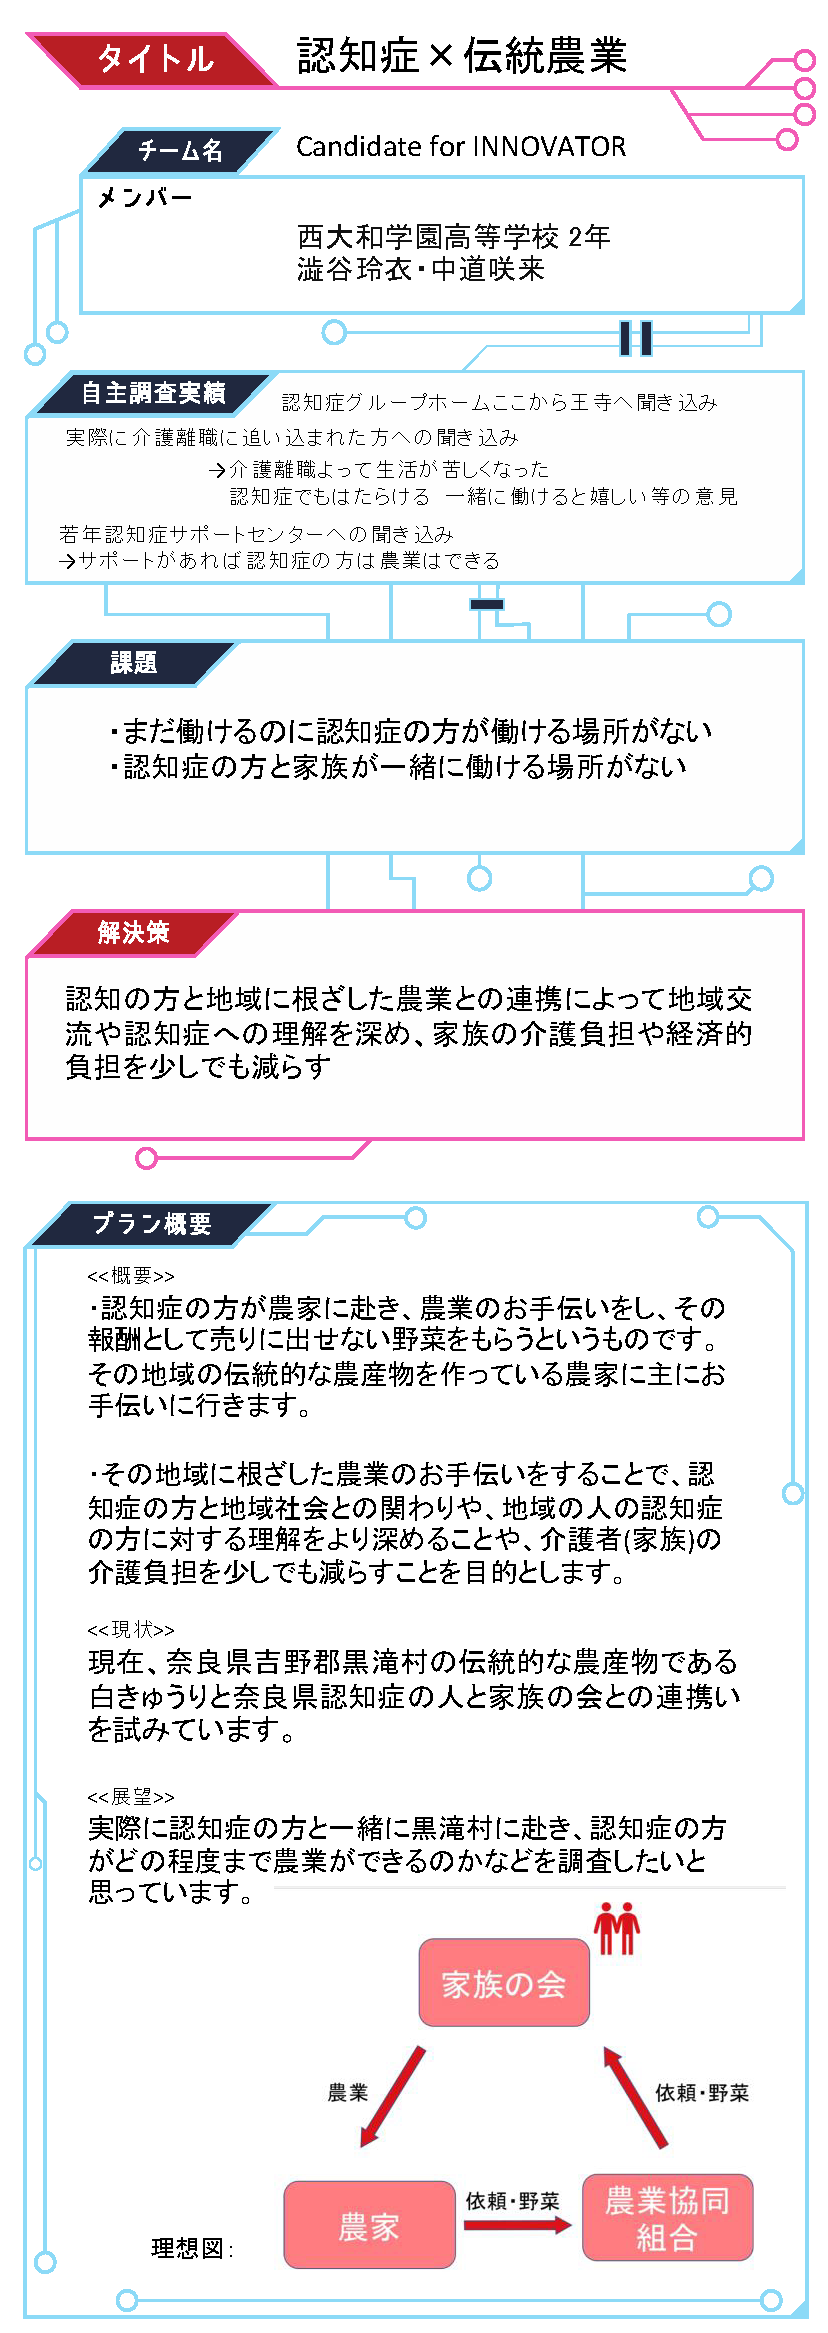 タイトル
認知症×伝統農業
チーム名
Candidate for INNOVATOR
メンバー
西大和学園高等学校 2年
澁谷玲衣・中道咲来
自主調査実績
認知症グループホームここから王寺へ聞き込み
実際に介護離職に追い込まれた方への聞き込み
→介護離職よって生活が苦しくなった
認知症でもはたらける 一緒に働けると嬉しい等の意見
若年認知症サポートセンターへの聞き込み
→サポートがあれば認知症の方は農業はできる
課題
・まだ働けるのに認知症の方が働ける場所がない
・認知症の方と家族が一緒に働ける場所がない
解決策
認知の方と地域に根ざした農業との連携によって地域交
流や認知症への理解を深め、家族の介護負担や経済的
負担を少しでも減らす
プラン概要
<<概要>>
・認知症の方が農家に赴き、農業のお手伝いをし、その
報酬として売りに出せない野菜をもらうというものです。
その地域の伝統的な農産物を作っている農家に主にお
手伝いに行きます。
・その地域に根ざした農業のお手伝いをすることで、認
知症の方と地域社会との関わりや、地域の人の認知症
の方に対する理解をより深めることや、介護者(家族)の
介護負担を少しでも減らすことを目的とします。
<<現状>>
現在、奈良県吉野郡黒滝村の伝統的な農産物である
白きゅうりと奈良県認知症の人と家族の会との連携い
を試みています。
<<展望>>
実際に認知症の方と一緒に黒滝村に赴き、認知症の方
がどの程度まで農業ができるのかなどを調査したいと
思っています。
家族の会
農業
依頼・野菜
農家
依頼・野菜
農業協同
組合
理想図：